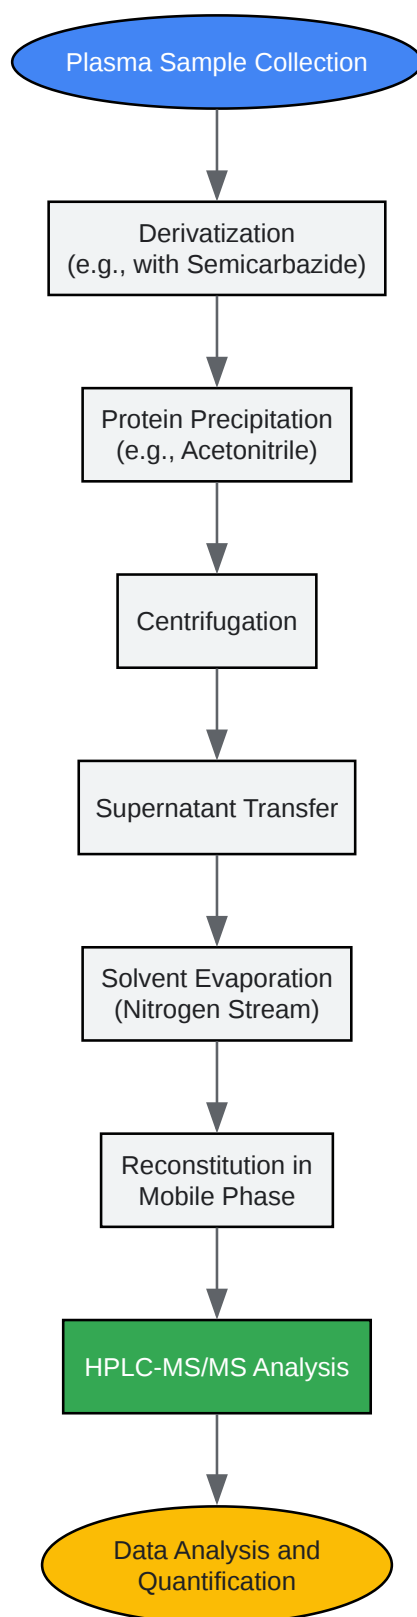 Plasma Sample Collection
Derivatization
(e.g., with Semicarbazide)
Protein Precipitation
(e.g., Acetonitrile)
Centrifugation
Supernatant Transfer
Solvent Evaporation
(Nitrogen Stream)
Reconstitution in
Mobile Phase
HPLC-MS/MS Analysis
Data Analysis and
Quantification